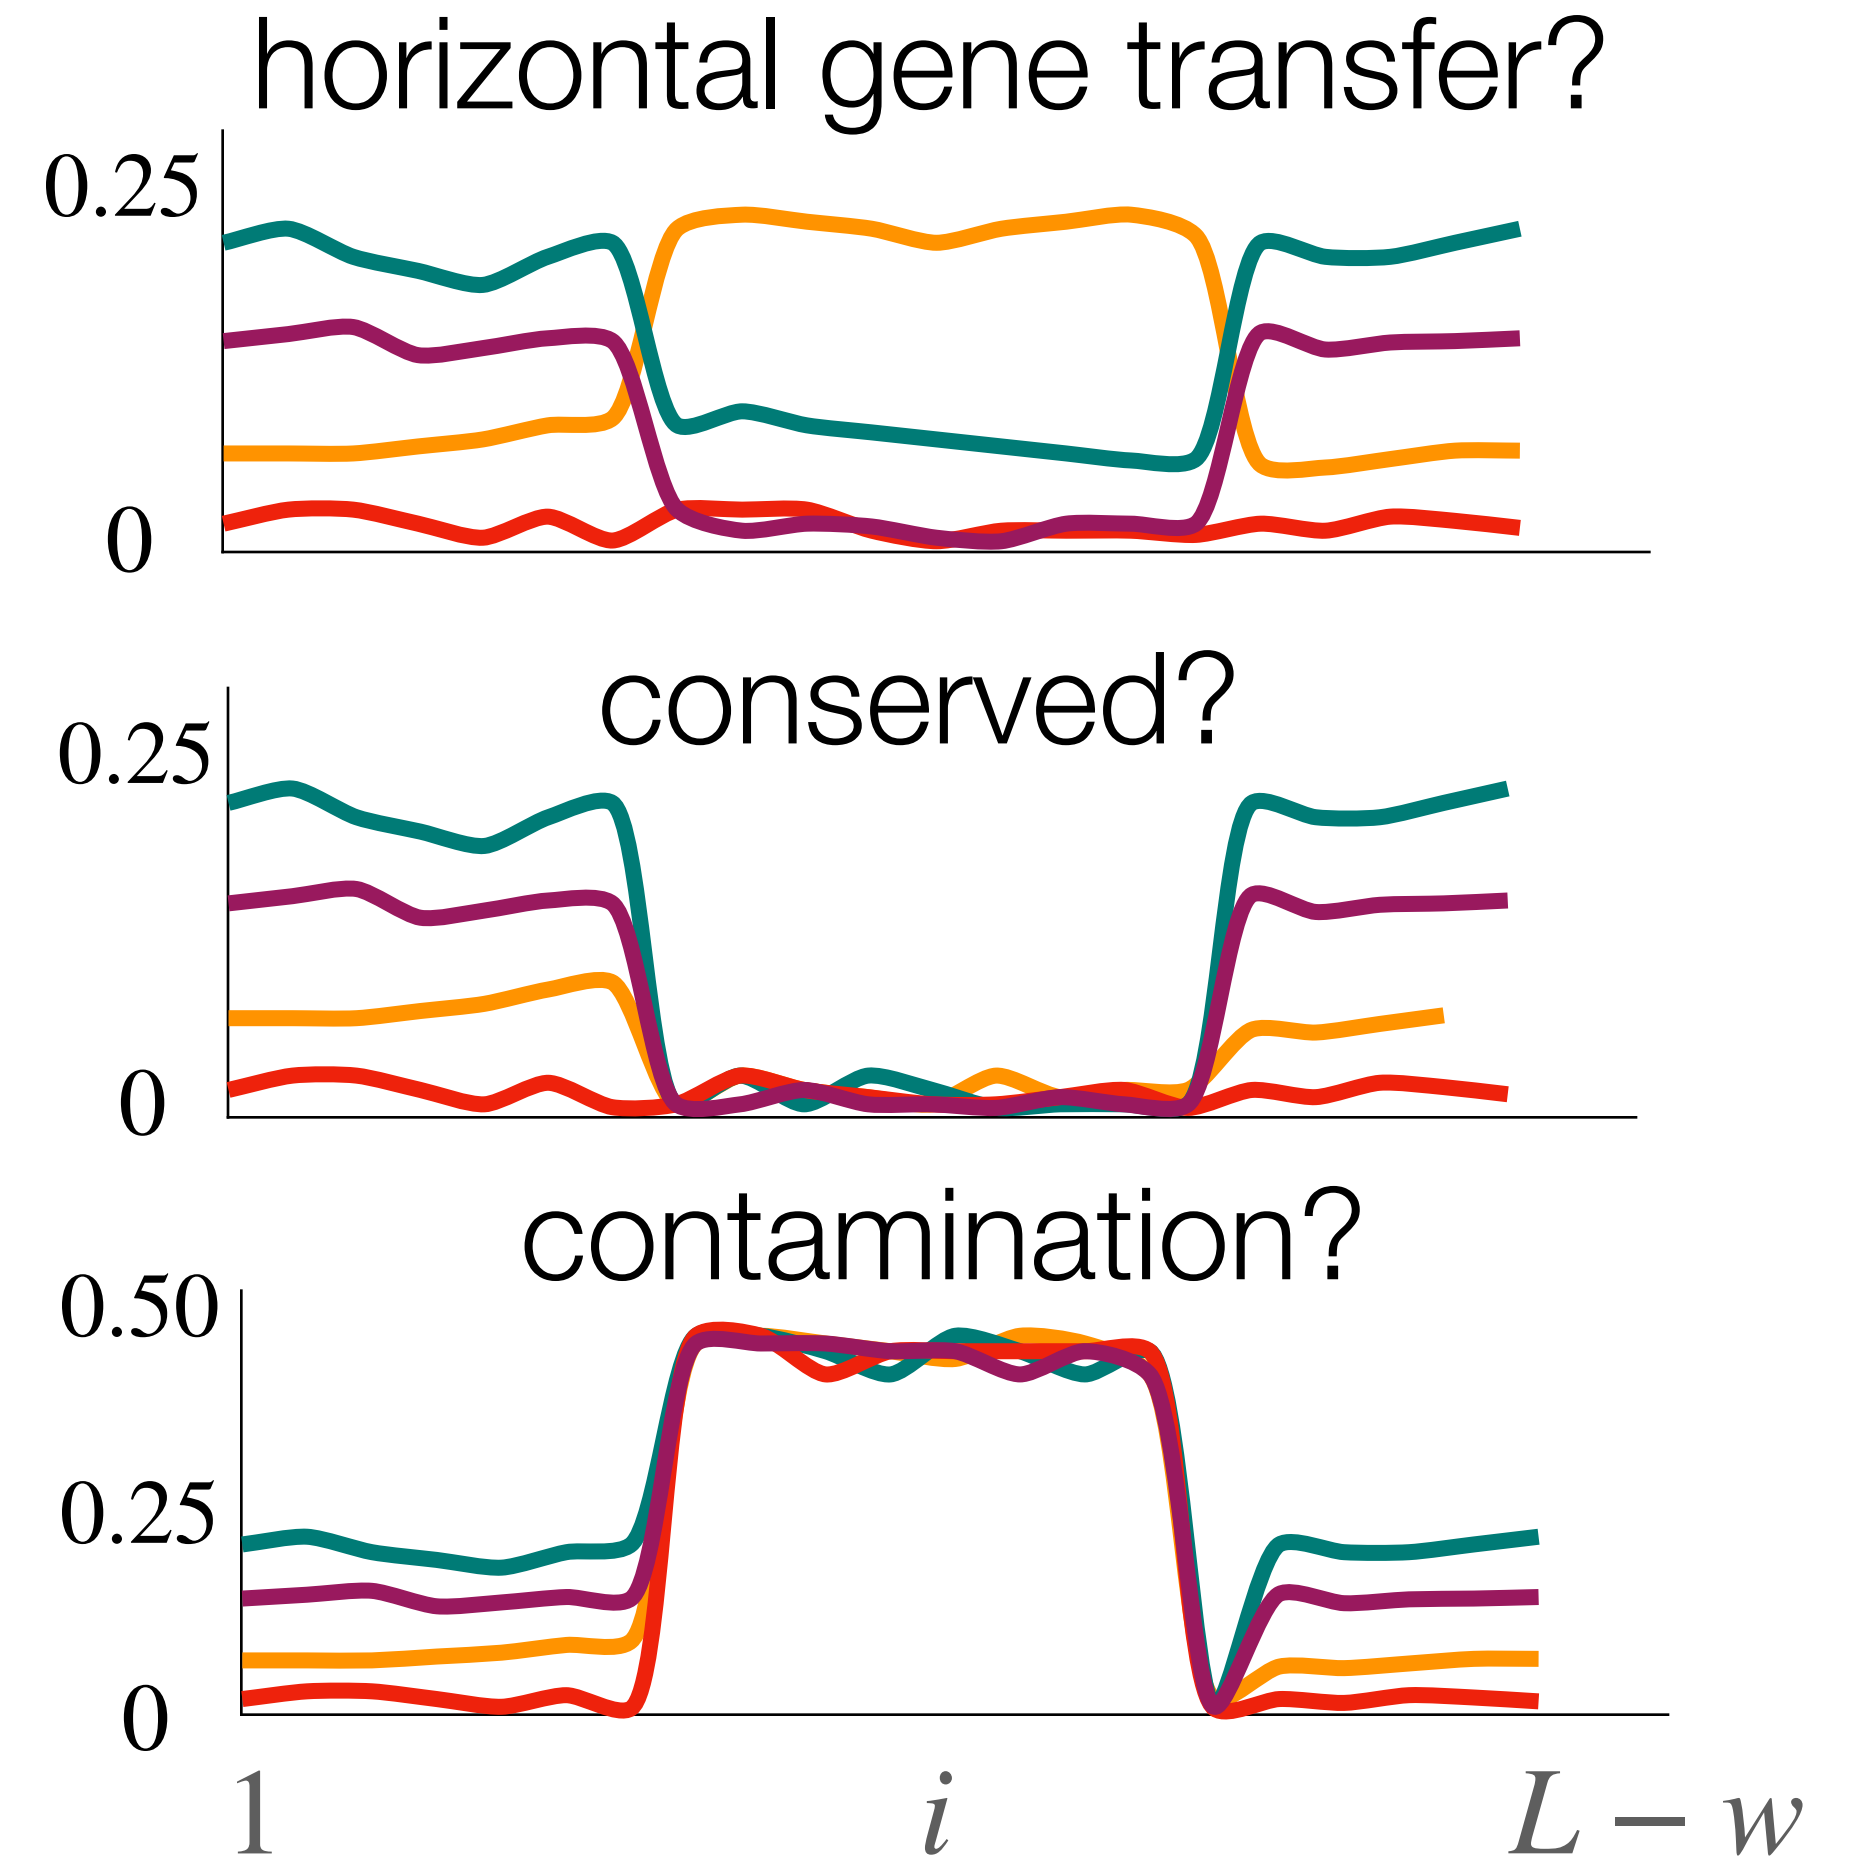 horizontal gene transfer?
0.25
0
conserved?
0.25
0
contamination?
0.50
0.25
0
1 i L − w